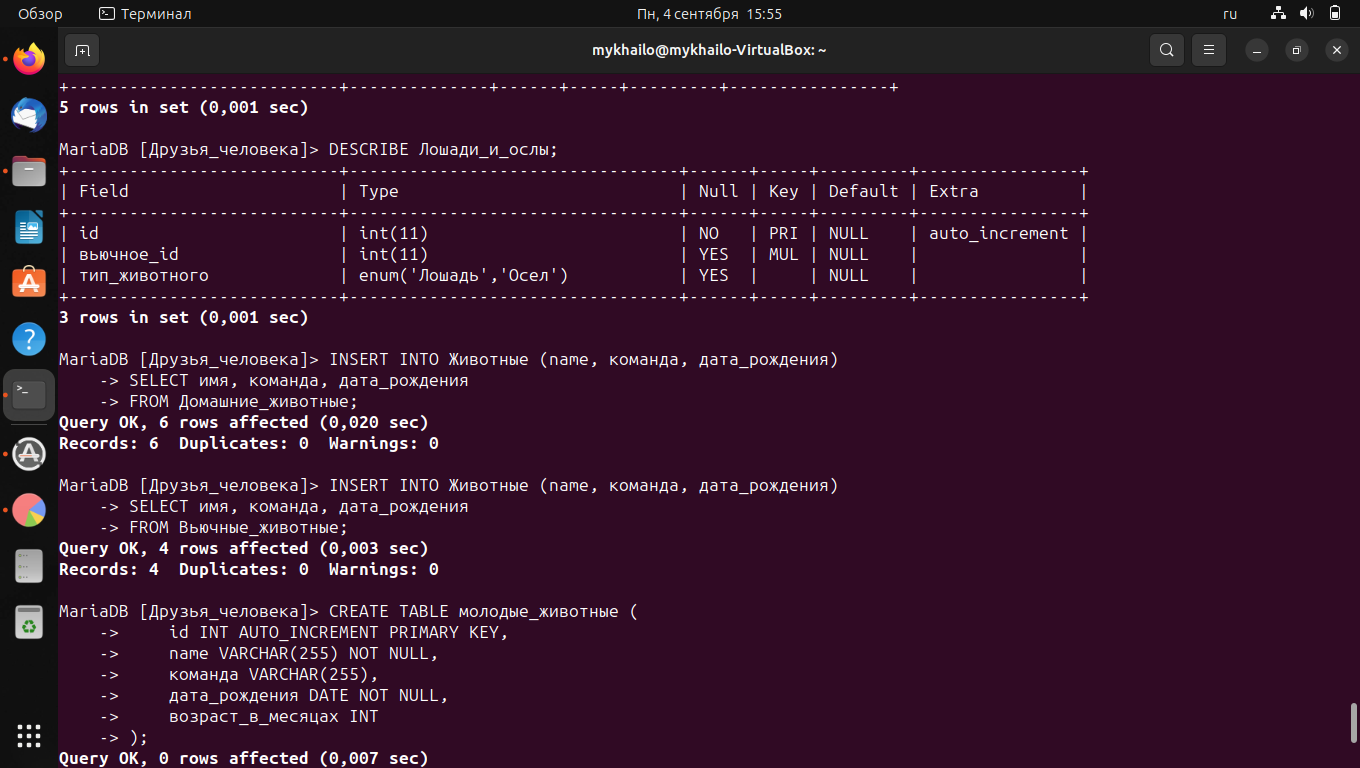 Обзор
Терминал
Пн, 4 сентября 15:55
ru
mykhailo@mykhailo-VirtualBox: ~
+---------------------------+--------------+------+-----+---------+----------------+
5 rows in set (0,001 sec)
MariaDB [Друзья_человека]> DESCRIBE Лошади_и_ослы;
+---------------------------+---------------------------------+------+-----+---------+----------------+
| Field | Type | Null | Key | Default | Extra |
+---------------------------+---------------------------------+------+-----+---------+----------------+
| id | int(11) | NO | PRI | NULL | auto_increment |
| вьючное_id | int(11) | YES | MUL | NULL | |
| тип_животного | enum('Лошадь','Осел') | YES | | NULL | |
+---------------------------+---------------------------------+------+-----+---------+----------------+
3 rows in set (0,001 sec)
MariaDB [Друзья_человека]> INSERT INTO Животные (name, команда, дата_рождения)
-> SELECT имя, команда, дата_рождения
-> FROM Домашние_животные;
Query OK, 6 rows affected (0,020 sec)
Records: 6 Duplicates: 0 Warnings: 0
MariaDB [Друзья_человека]> INSERT INTO Животные (name, команда, дата_рождения)
-> SELECT имя, команда, дата_рождения
-> FROM Вьючные_животные;
Query OK, 4 rows affected (0,003 sec)
Records: 4 Duplicates: 0 Warnings: 0
MariaDB [Друзья_человека]> CREATE TABLE молодые_животные (
-> id INT AUTO_INCREMENT PRIMARY KEY,
-> name VARCHAR(255) NOT NULL,
-> команда VARCHAR(255),
-> дата_рождения DATE NOT NULL,
-> возраст_в_месяцах INT
-> );
Query OK, 0 rows affected (0,007 sec)